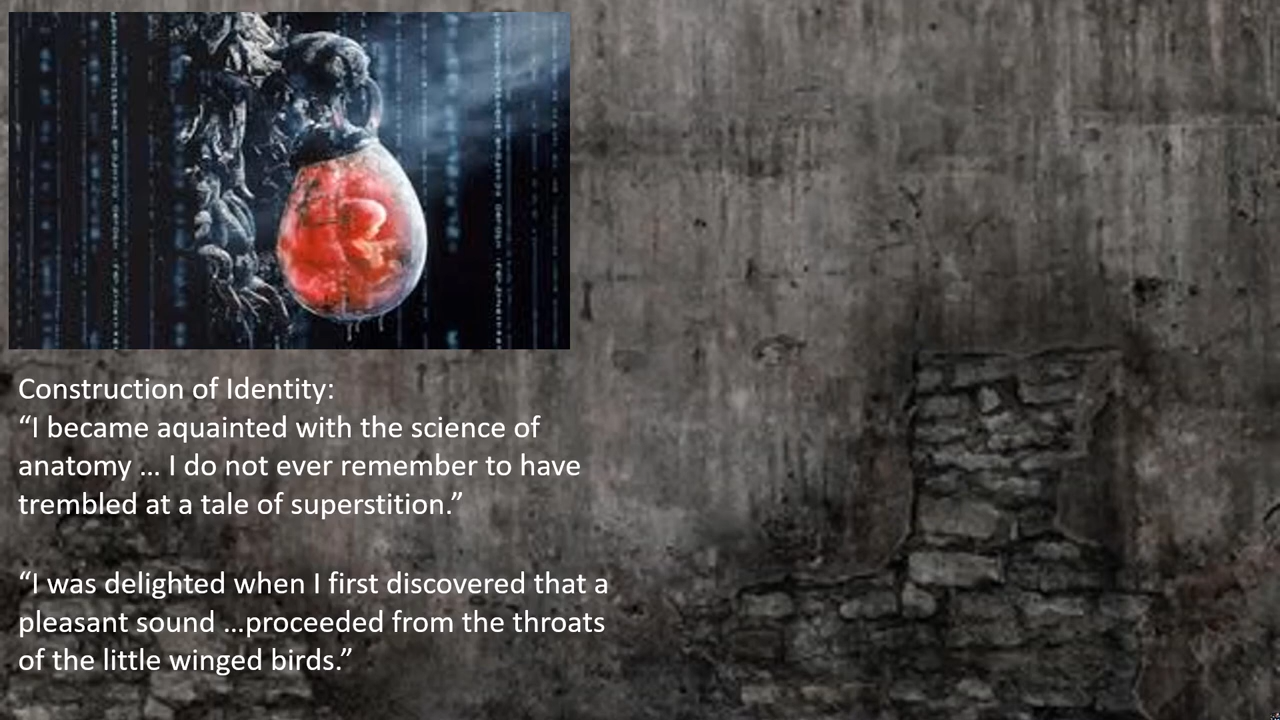 Construction of Identity:
“I became aquainted with the science of
anatomy … I do not ever remember to have
trembled at a tale of superstition.”
“I was delighted when I first discovered that a
pleasant sound …proceeded from the throats
of the little winged birds.”